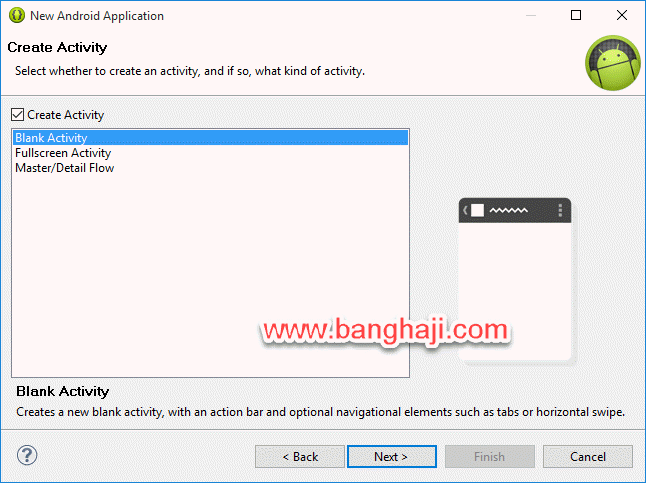 New Android Application
Create Activity
Select whether to create an activity, and if so, what kind of activity.
Create Activity
Blank Activity
Fullscreen Activity
Master/Detail Flow
www.banghaji.com
Blank Activity
Creates a new blank activity, with an action bar and optional navigational elements such as tabs or horizontal swipe.
?
< Back
Next >
Finish
Cancel